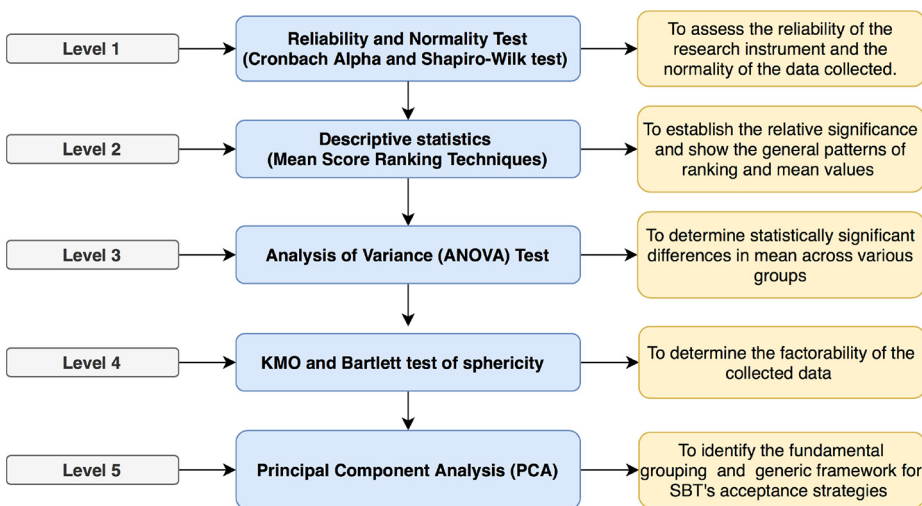 Level 1
Reliability and Normality Test
(Cronbach Alpha and Shapiro-Wilk test)
To assess the reliability of the
research instrument and the
normality of the data collected.
Level 2
Descriptive statistics
(Mean Score Ranking Techniques)
To establish the relative significance
and show the general patterns of
ranking and mean values
Level 3
Analysis of Variance (ANOVA) Test
To determine statistically significant
differences in mean across various
groups
Level 4
KMO and Bartlett test of sphericity
To determine the factorability of the
collected data
Level 5
Principal Component Analysis (PCA)
To identify the fundamental
grouping and generic framework for
SBT's acceptance strategies